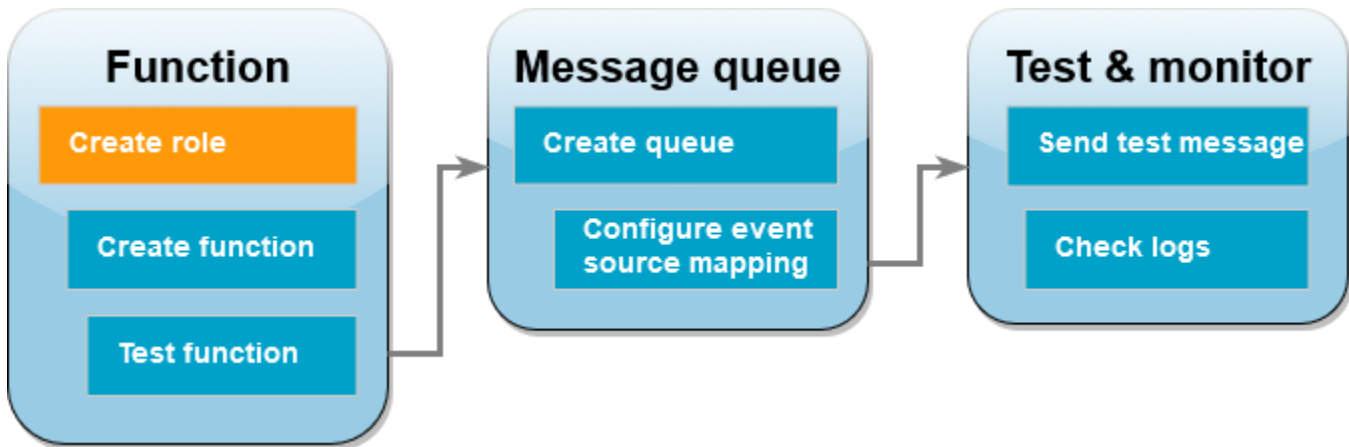 Function
Create role
Create function
Test function
Message queue
Create queue
Configure event
source mapping
Test & monitor
Send test message
Check logs